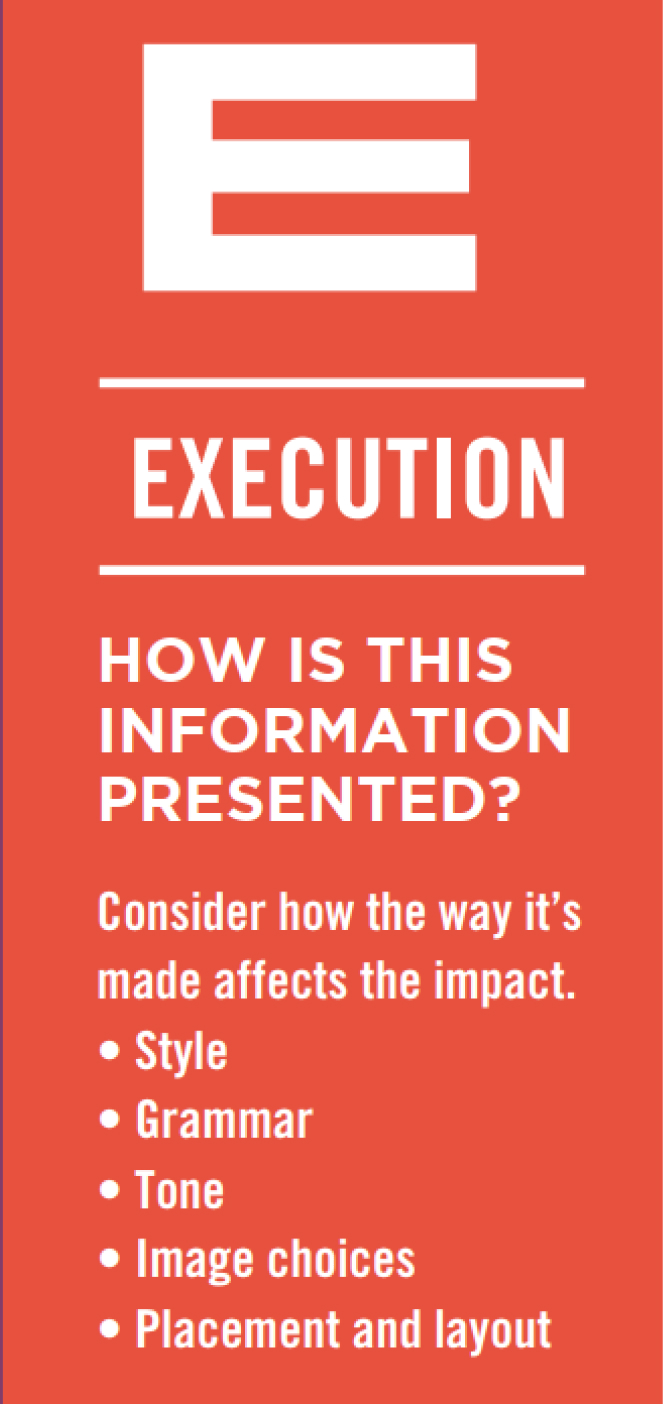 E
EXECUTION
HOW IS THIS
INFORMATION
PRESENTED?
Consider how the way it's
made affects the impact.
• Style
• Grammar
• Tone
• Image choices
• Placement and layout